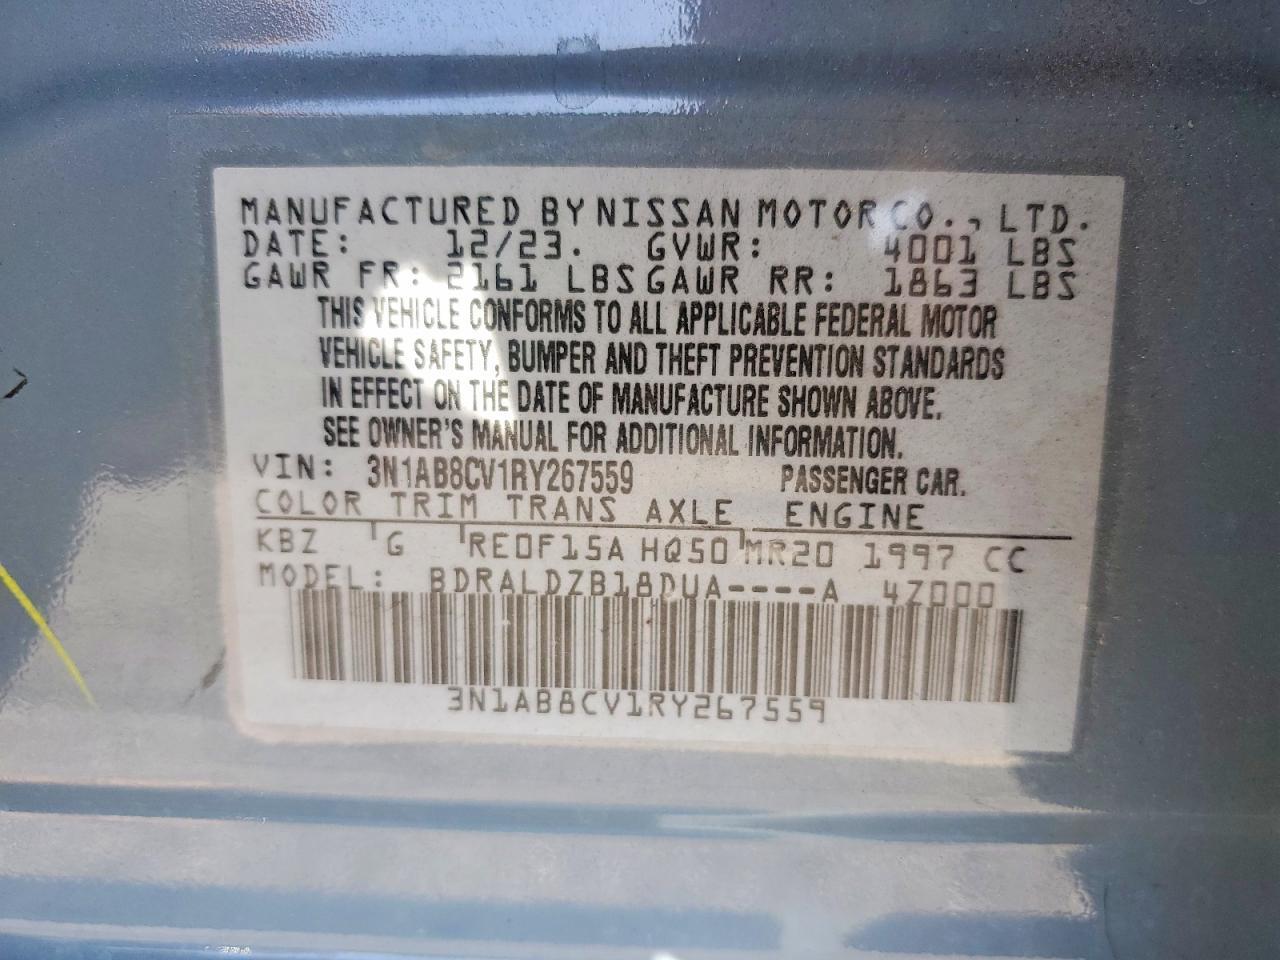 MANUFACTURED BY NISSAN MOTOR CO., LTD.
DATE: 12/23. GVWR: 4001 LBS
GAWR FR: 2161 LBS GAWR RR: 1863 LBS
THIS VEHICLE CONFORMS TO ALL APPLICABLE FEDERAL MOTOR
VEHICLE SAFETY, BUMPER AND THEFT PREVENTION STANDARDS
IN EFFECT ON THE DATE OF MANUFACTURE SHOWN ABOVE.
SEE OWNER'S MANUAL FOR ADDITIONAL INFORMATION.
VIN: 3N1AB8CV1RY267559 PASSENGER CAR.
COLOR TRIM TRANS AXLE ENGINE
KBZ G RE0F15A HQ50 MR20 1997 CC
MODEL: BDRALDZB18DUA----A 4Z000
3N1AB8CV1RY267559